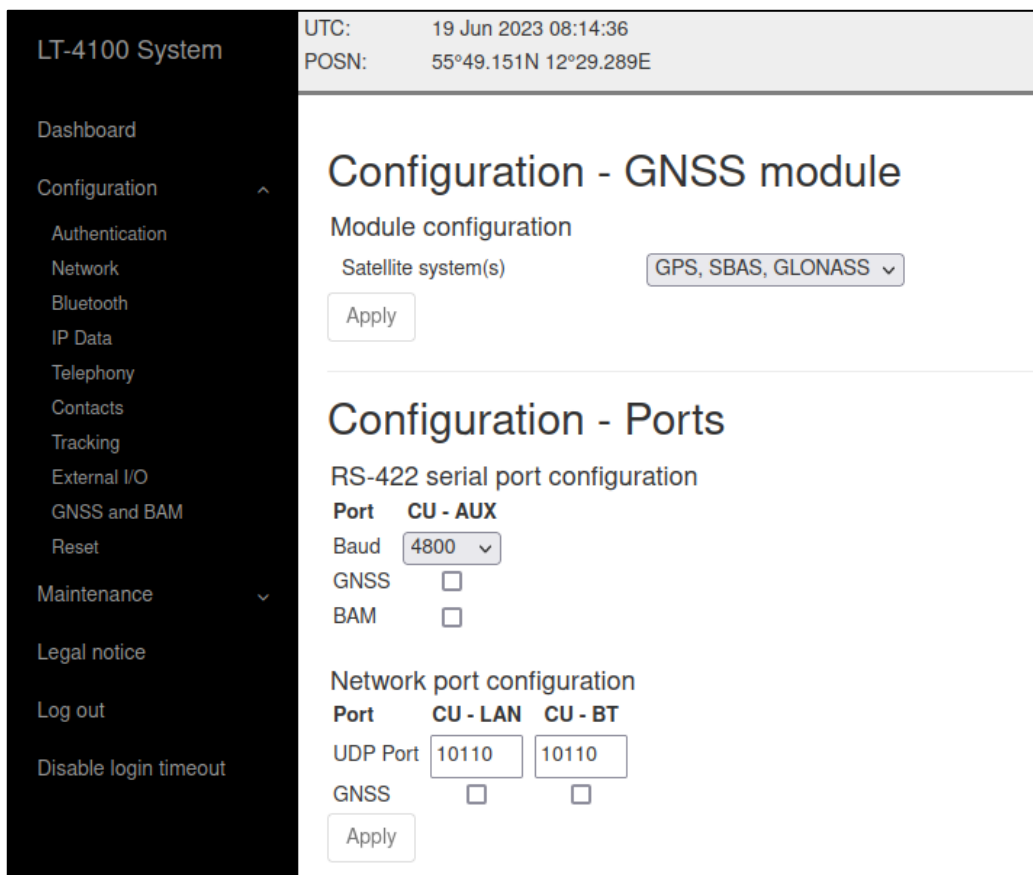 LT-4100 System
Dashboard
Configuration
Authentication
Network
Bluetooth
IP Data
Telephony
Contacts
Tracking
External I/O
GNSS and BAM
Reset
Maintenance
Legal notice
Log out
Disable login timeout
UTC: 19 Jun 2023 08:14:36
POSN: 55°49.151N 12°29.289E
Configuration - GNSS module
Module configuration
Satellite system(s) GPS, SBAS, GLONASS
Apply
Configuration - Ports
RS-422 serial port configuration
Port CU - AUX
Baud 4800
GNSS
BAM
Network port configuration
Port CU - LAN CU - BT
UDP Port 10110 10110
GNSS
Apply